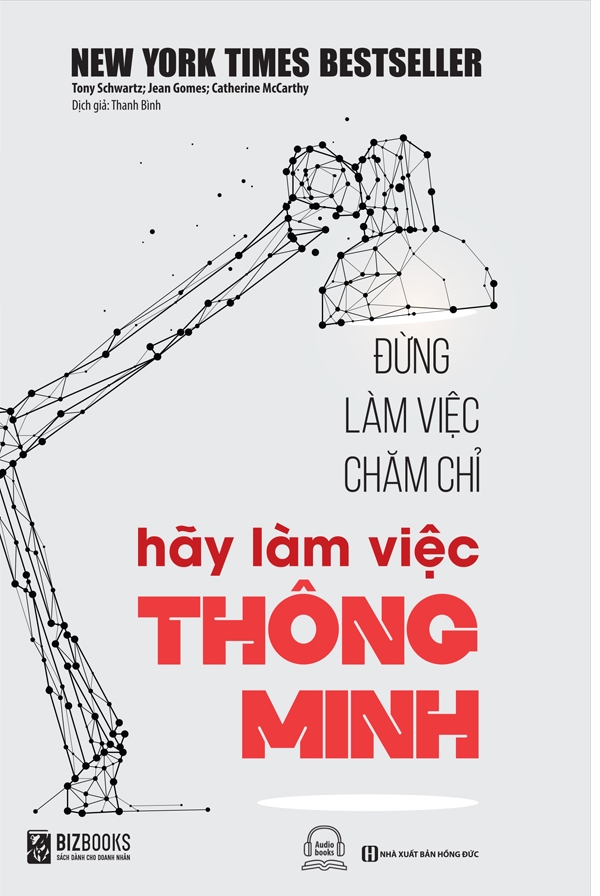 NEW YORK TIMES BESTSELLER
Tony Schwartz; Jean Gomes; Catherine McCarthy
Dịch giả: Thanh Bình
ĐỪNG
LÀM VIỆC
CHĂM CHỈ
hãy làm việc
THÔNG
MINH
BIZBOOKS
SÁCH DÀNH CHO DOANH NHÂN
Audio
books
NHÀ XUẤT BẢN HỒNG ĐỨC